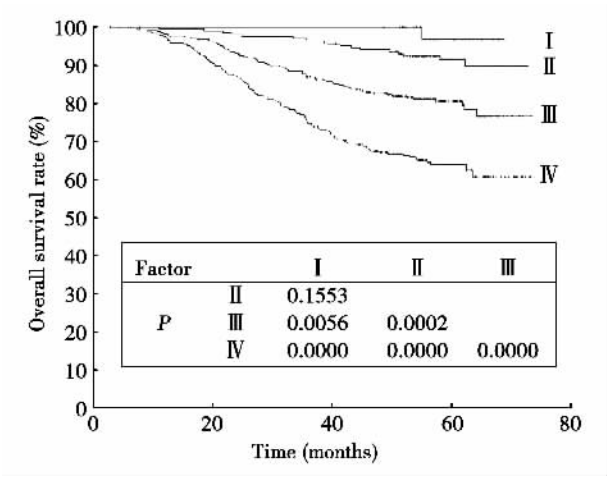 100
90
80
70
60
50
40
30
20
10
0
Overall survival rate (%)
Ⅰ
Ⅱ
Ⅲ
Ⅳ
Factor Ⅰ Ⅱ Ⅲ
Ⅱ 0.1553
P Ⅲ 0.0056 0.0002
Ⅳ 0.0000 0.0000 0.0000
0 20 40 60 80
Time (months)